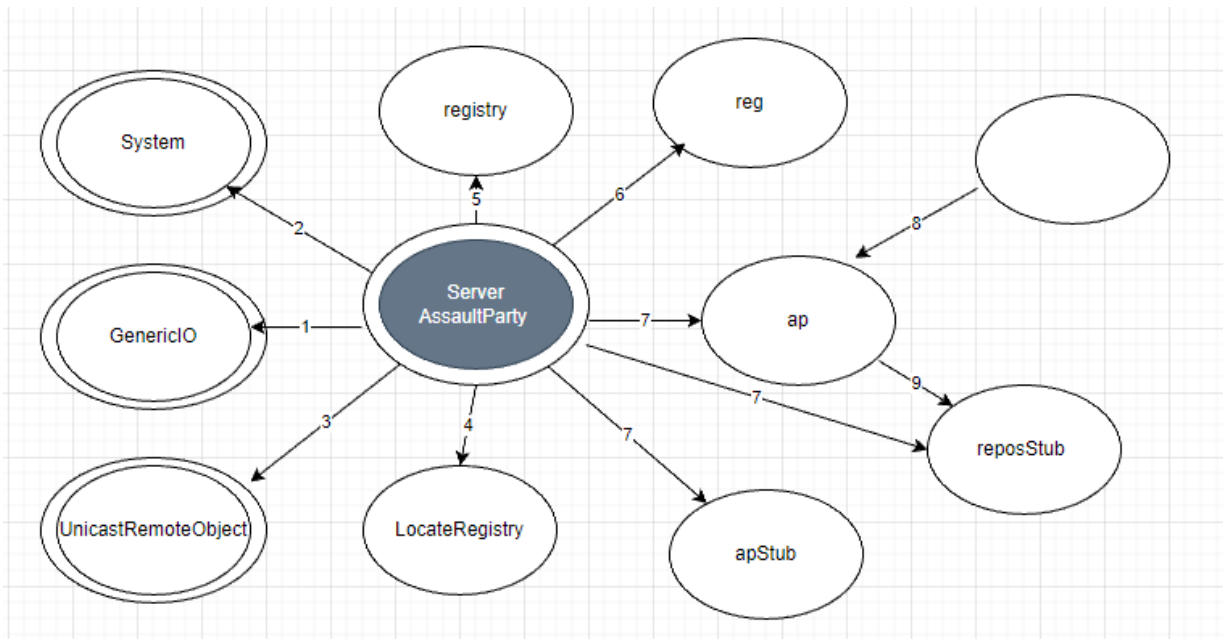 registry
reg
System
5
6
2
8
Server
AssaultParty
GenericIO
1
7
ap
9
7
3
4
7
reposStub
UnicastRemoteObject
LocateRegistry
apStub